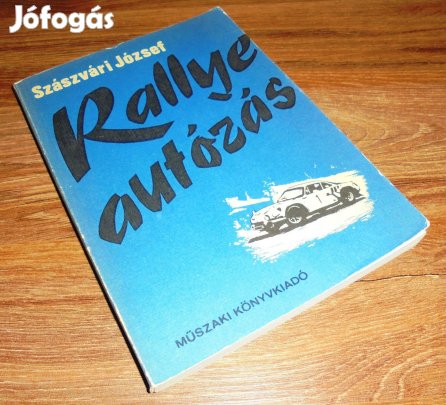 Jófogás
Szászvári József
Rallye
autózás
MŰSZAKI KÖNYVKIADÓ